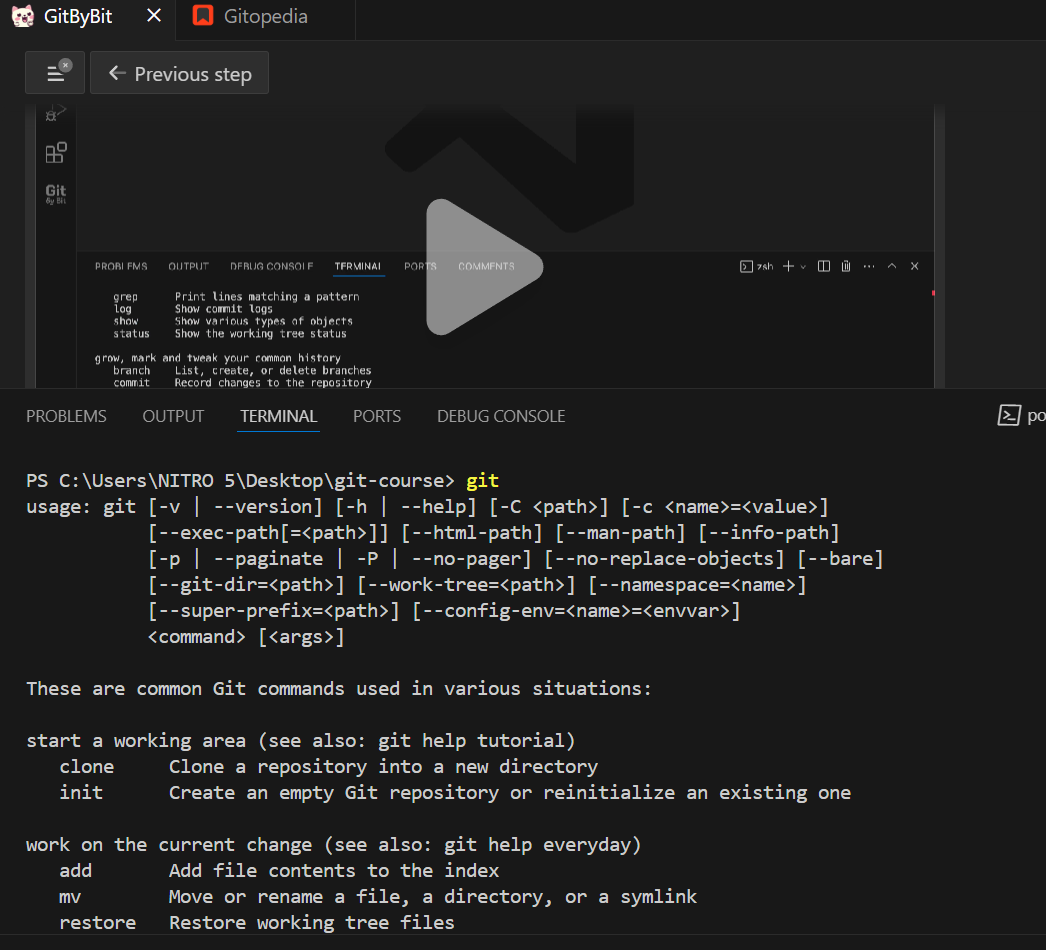 GitByBit
Gitopedia
Previous step
Git
By Bit
PROBLEMS OUTPUT DEBUG CONSOLE TERMINAL PORTS COMMENTS
zsh
grep Print lines matching a pattern
log Show commit logs
show Show various types of objects
status Show the working tree status
grow, mark and tweak your common history
branch List, create, or delete branches
commit Record changes to the repository
PROBLEMS OUTPUT TERMINAL PORTS DEBUG CONSOLE
po
PS C:\Users\NITRO 5\Desktop\git-course> git
usage: git [-v | --version] [-h | --help] [-C <path>] [-c <name>=<value>]
[--exec-path[=<path>]] [--html-path] [--man-path] [--info-path]
[-p | --paginate | -P | --no-pager] [--no-replace-objects] [--bare]
[--git-dir=<path>] [--work-tree=<path>] [--namespace=<name>]
[--super-prefix=<path>] [--config-env=<name>=<envvar>]
<command> [<args>]
These are common Git commands used in various situations:
start a working area (see also: git help tutorial)
clone Clone a repository into a new directory
init Create an empty Git repository or reinitialize an existing one
work on the current change (see also: git help everyday)
add Add file contents to the index
mv Move or rename a file, a directory, or a symlink
restore Restore working tree files